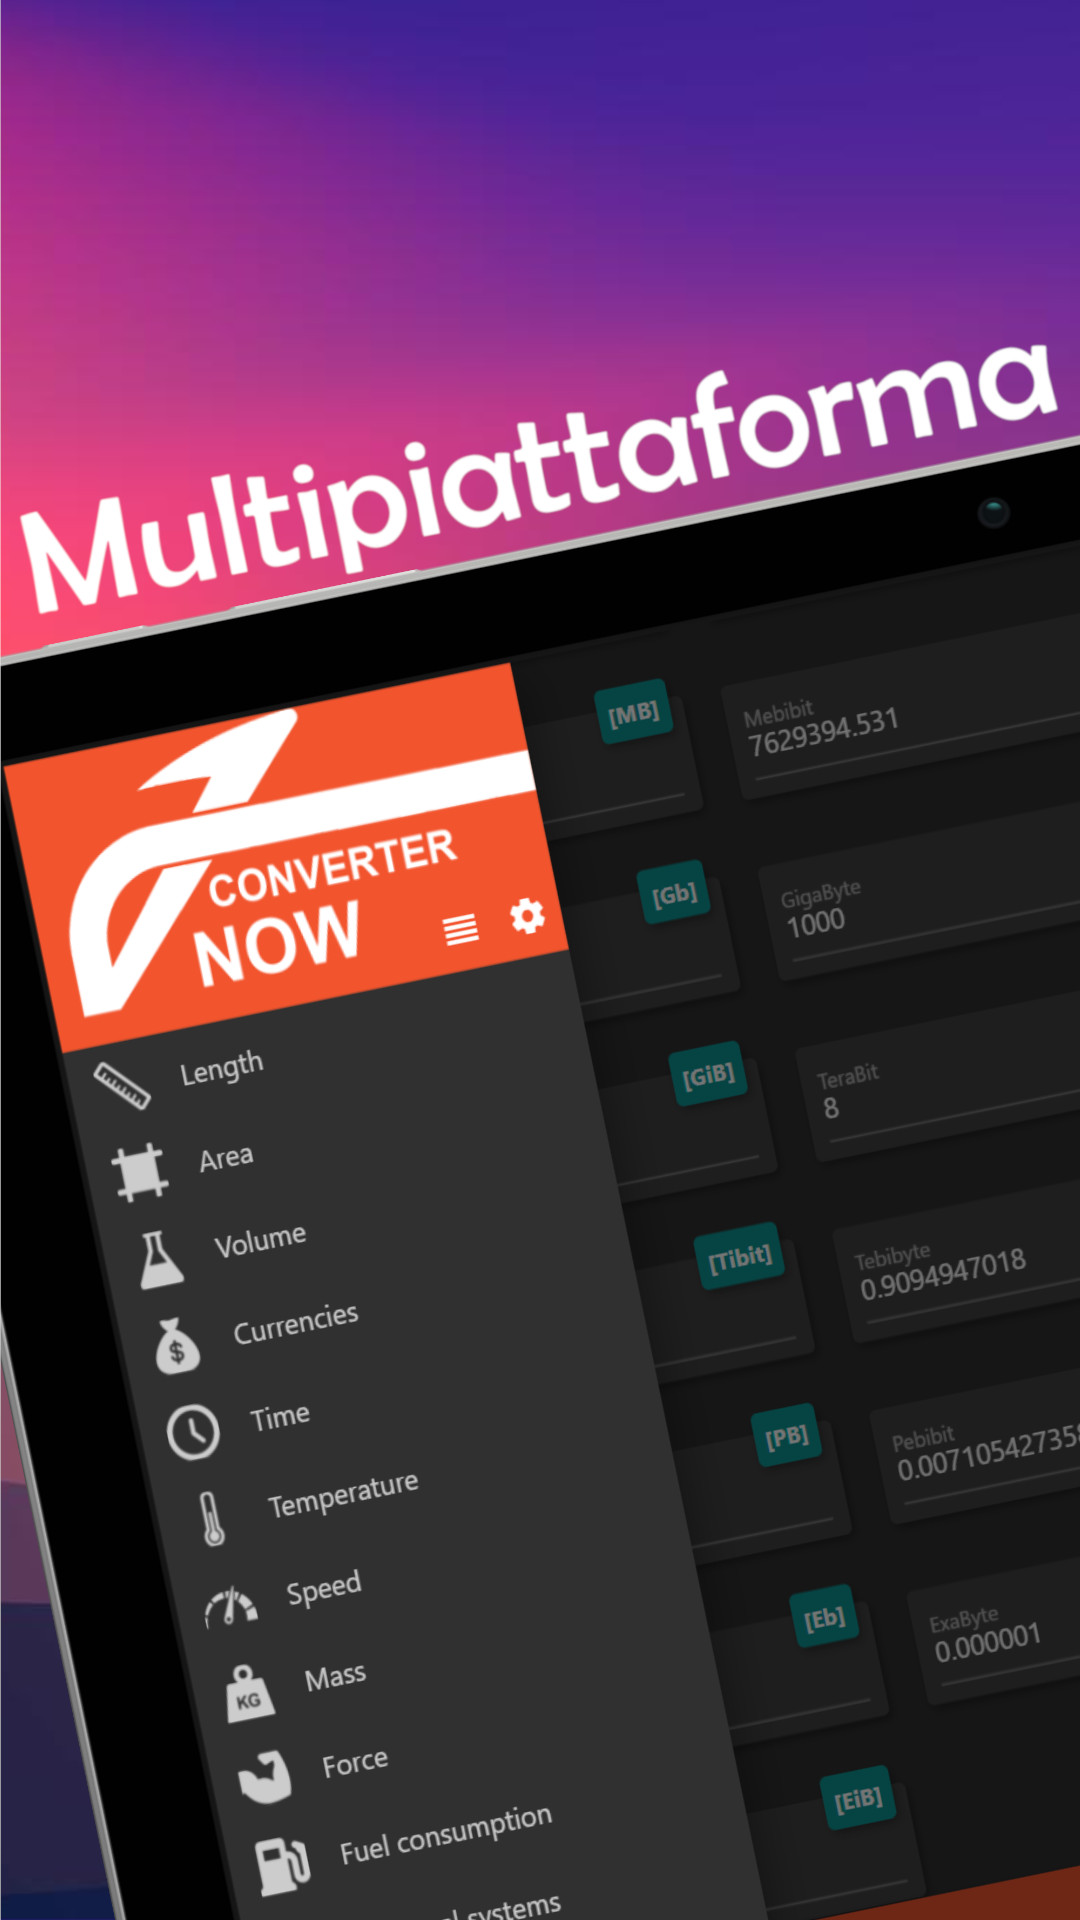 Multipiattaforma
CONVERTER
NOW
Length
Area
Volume
Currencies
$
Time
Temperature
Speed
Mass
KG
Force
Fuel consumption
systems
[MB]
Mebibit
7629394.531
[Gb]
GigaByte
1000
[GiB]
TeraBit
8
[Tibit]
Tebibyte
0.9094947018
[PB]
Pebibit
0.00710542735
[Eb]
ExaByte
0.000001
[EiB]